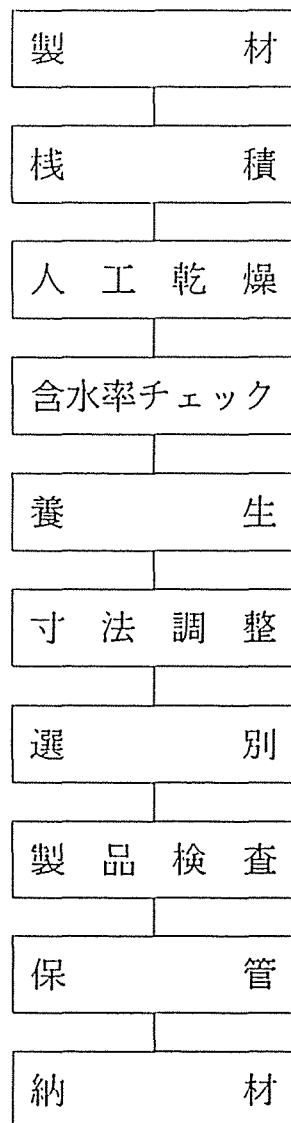 製材
桟積
人工乾燥
含水率チェック
養生
寸法調整
選別
製品検査
保管
納材